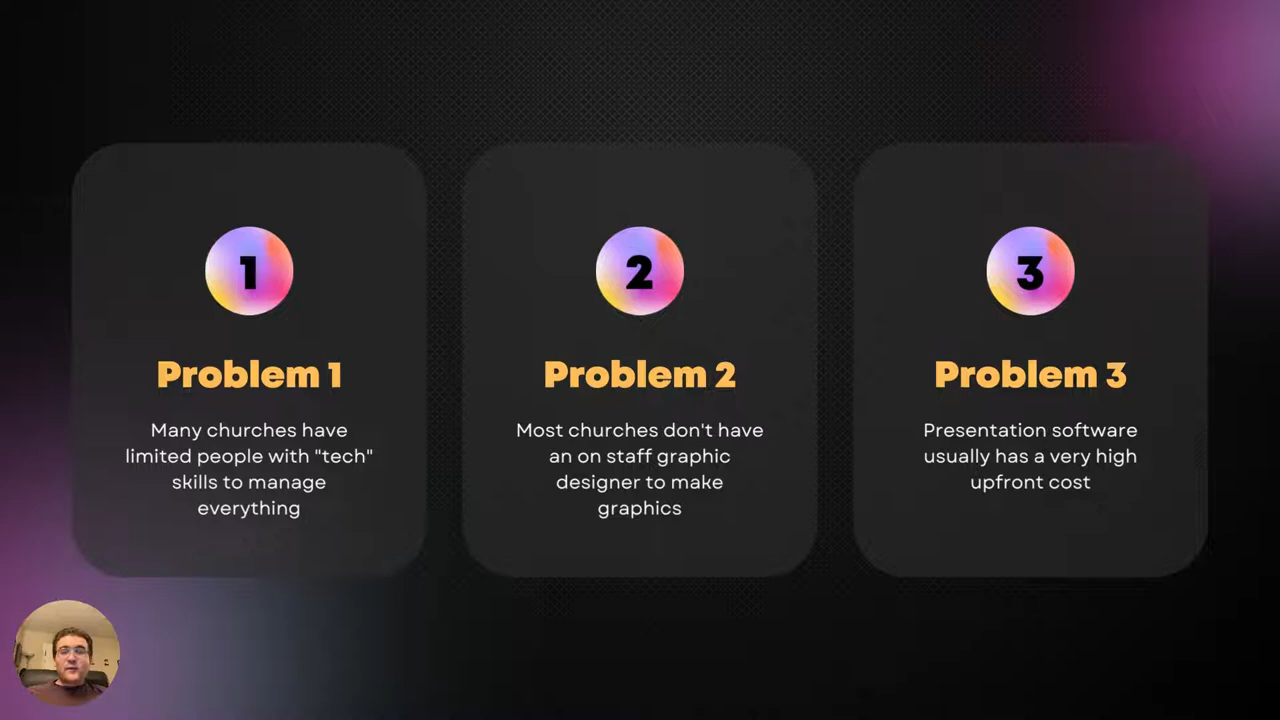 1
Problem 1
Many churches have
limited people with "tech"
skills to manage
everything
2
Problem 2
Most churches don't have
an on staff graphic
designer to make
graphics
3
Problem 3
Presentation software
usually has a very high
upfront cost